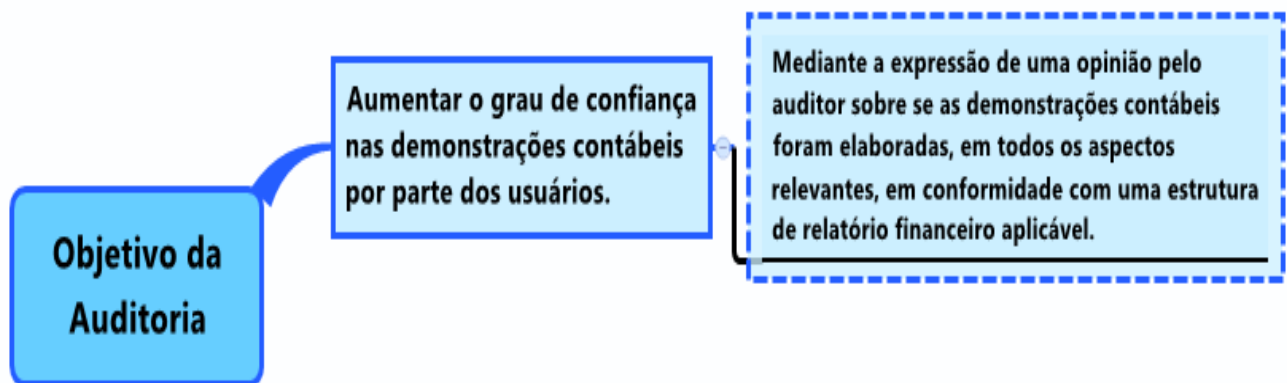 Objetivo da
Auditoria
Aumentar o grau de confiança
nas demonstrações contábeis
por parte dos usuários.
Mediante a expressão de uma opinião pelo
auditor sobre se as demonstrações contábeis
foram elaboradas, em todos os aspectos
relevantes, em conformidade com uma estrutura
de relatório financeiro aplicável.